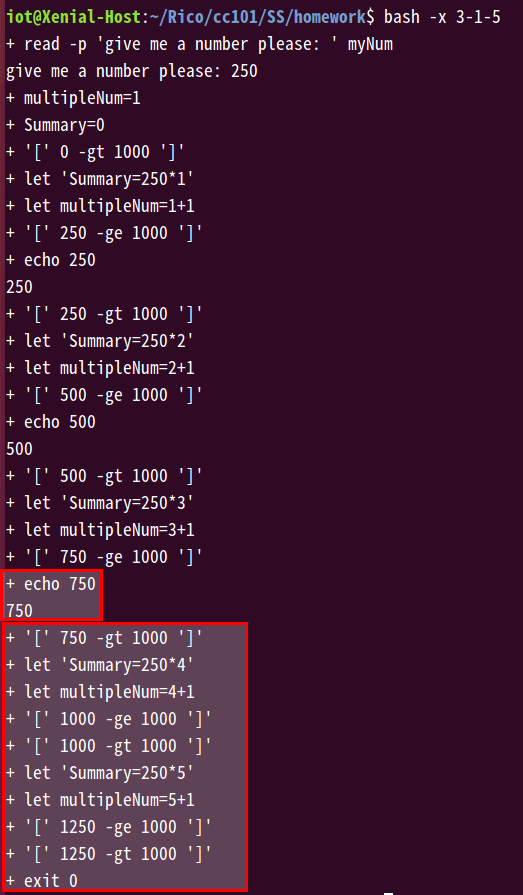 iot@Xenial-Host:~/Rico/cc101/SS/homework$ bash -x 3-1-5
+ read -p 'give me a number please: ' myNum
give me a number please: 250
+ multipleNum=1
+ Summary=0
+ '[' 0 -gt 1000 ']'
+ let 'Summary=250*1'
+ let multipleNum=1+1
+ '[' 250 -ge 1000 ']'
+ echo 250
250
+ '[' 250 -gt 1000 ']'
+ let 'Summary=250*2'
+ let multipleNum=2+1
+ '[' 500 -ge 1000 ']'
+ echo 500
500
+ '[' 500 -gt 1000 ']'
+ let 'Summary=250*3'
+ let multipleNum=3+1
+ '[' 750 -ge 1000 ']'
+ echo 750
750
+ '[' 750 -gt 1000 ']'
+ let 'Summary=250*4'
+ let multipleNum=4+1
+ '[' 1000 -ge 1000 ']'
+ '[' 1000 -gt 1000 ']'
+ let 'Summary=250*5'
+ let multipleNum=5+1
+ '[' 1250 -ge 1000 ']'
+ '[' 1250 -gt 1000 ']'
+ exit 0